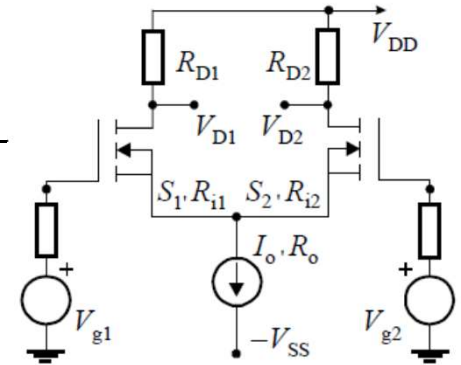 V_DD
R_D1 R_D2
V_D1 V_D2
S_1, R_i1 S_2, R_i2
I_o, R_o
+ +
V_g1 V_g2
−V_SS